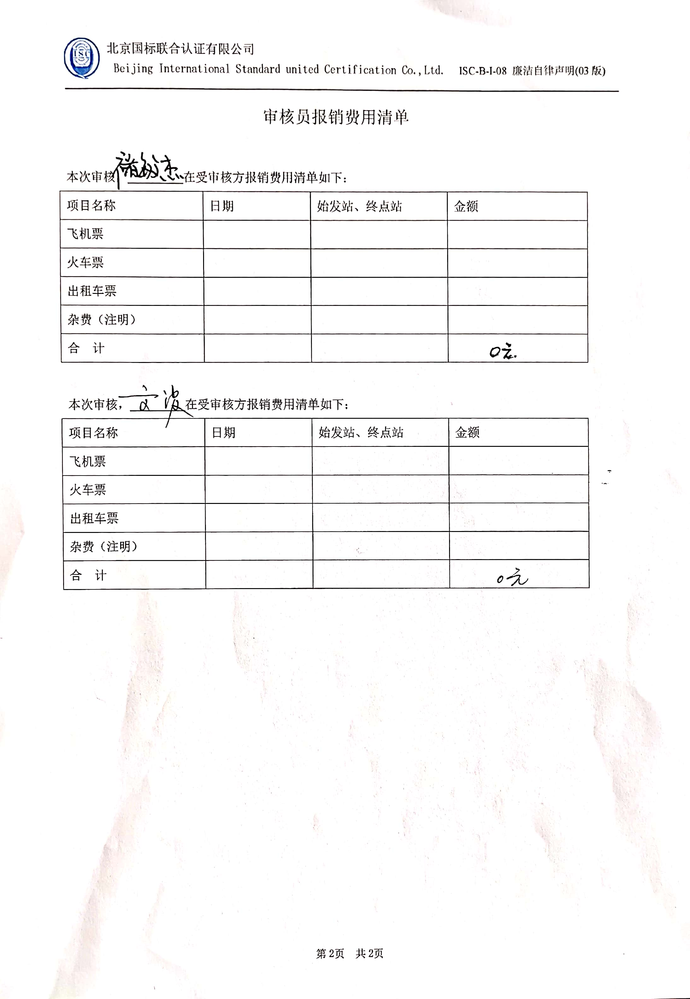 ISC
北京国标联合认证有限公司
Beijing International Standard united Certification Co.,Ltd. ISC-B-I-08 廉洁自律声明(03 版)
审核员报销费用清单
本次审核 杰 在受审核方报销费用清单如下：
项目名称 日期 始发站、终点站 金额
飞机票
火车票
出租车票
杂费（注明）
合 计 0元.
本次审核，文波在受审核方报销费用清单如下：
项目名称 日期 始发站、终点站 金额
飞机票
火车票
出租车票
杂费（注明）
合 计 0元
第2页 共2页